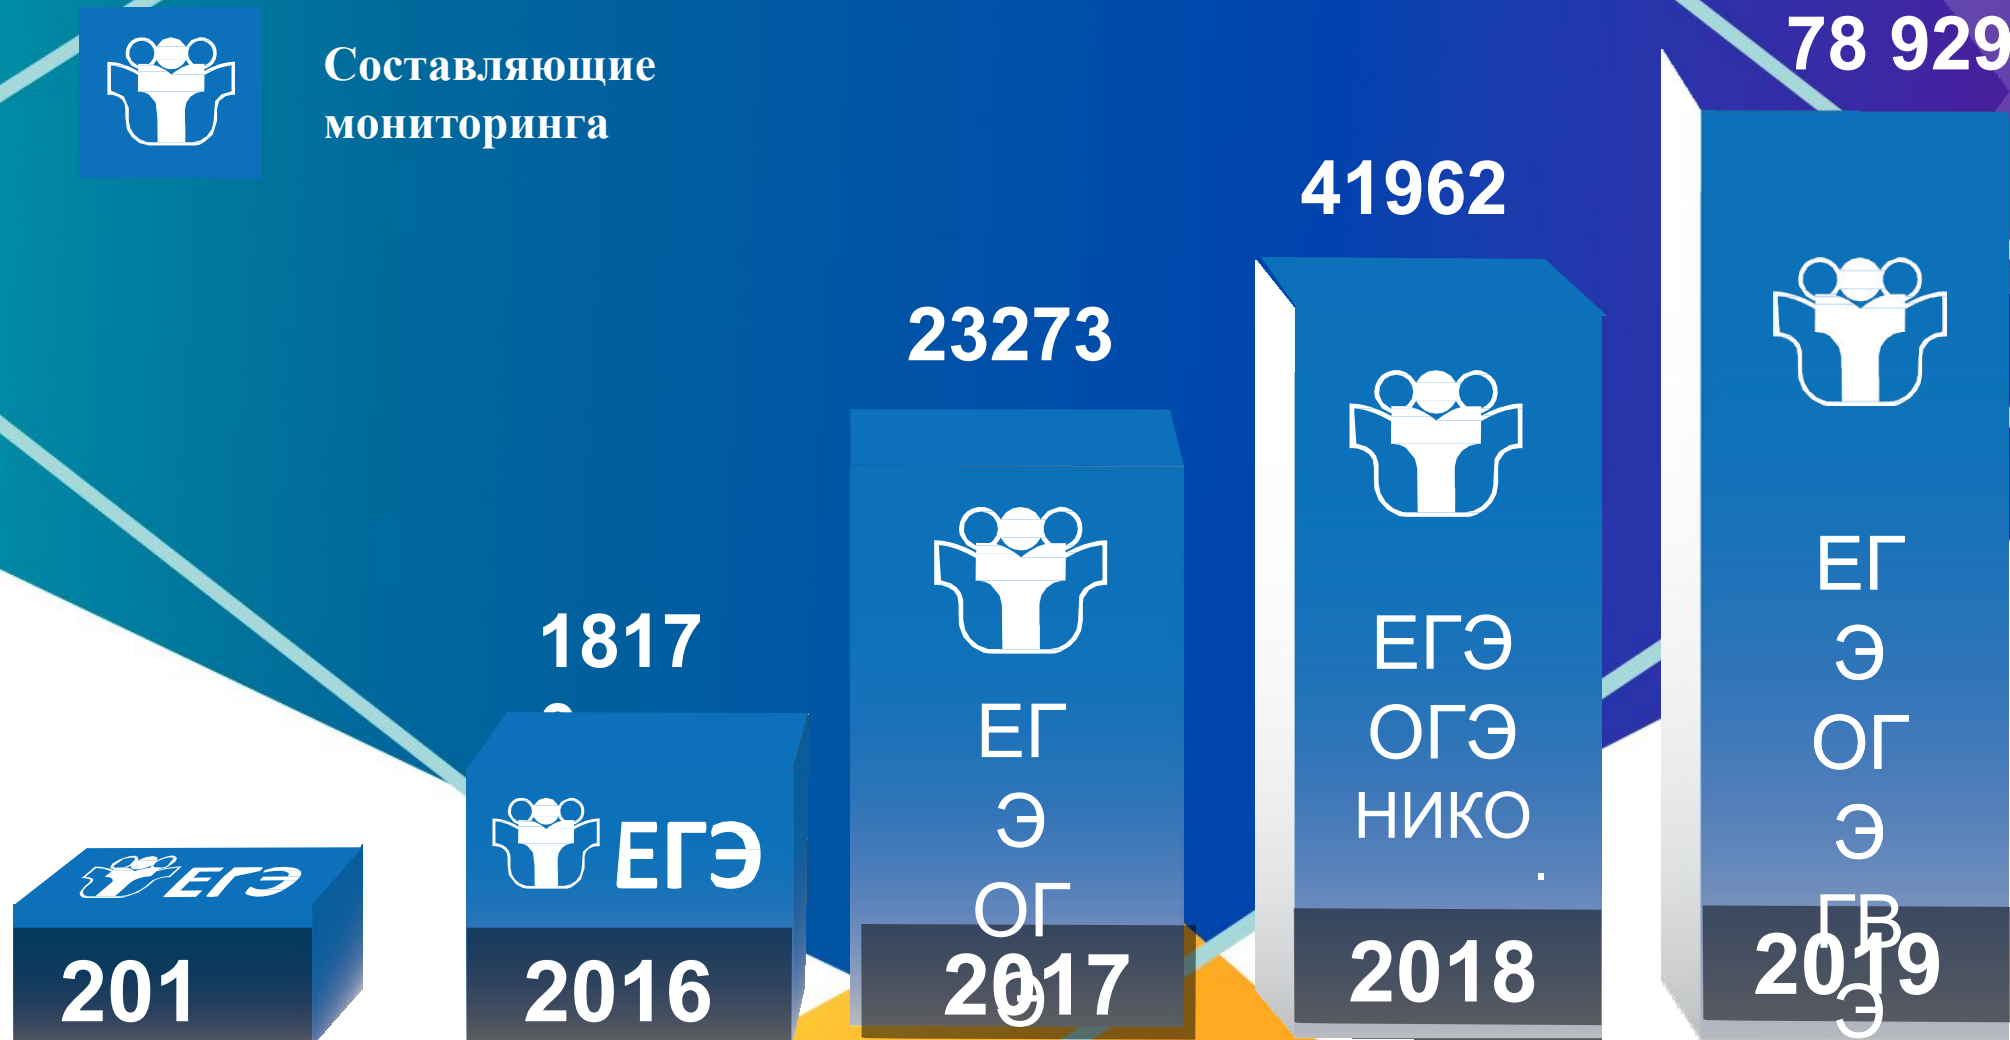 Составляющие
мониторинга
78 929
41962
23273
1817
ЕГЭ
201
ЕГЭ
2016
ЕГ
Э
ОГ
Э
2017
ЕГЭ
ОГЭ
НИКО
.
2018
ЕГ
Э
ОГ
Э
ГВ
Э
2019